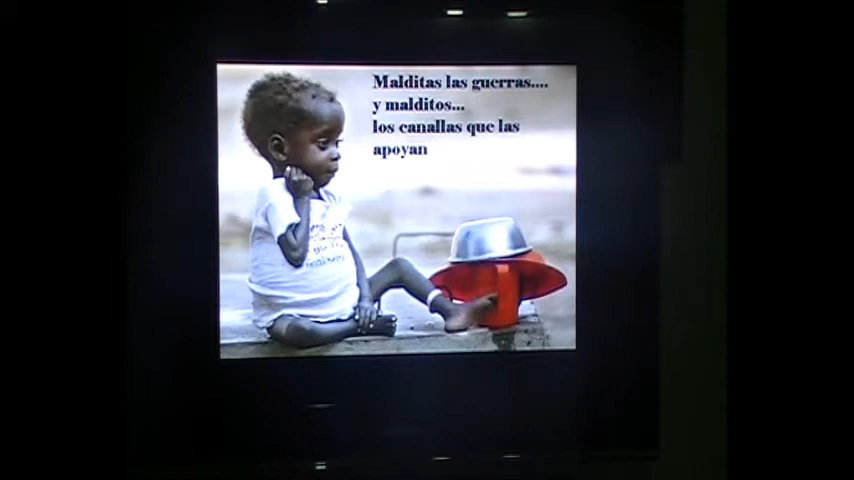 Malditas las guerras....
y malditos...
los canallas que las
apoyan